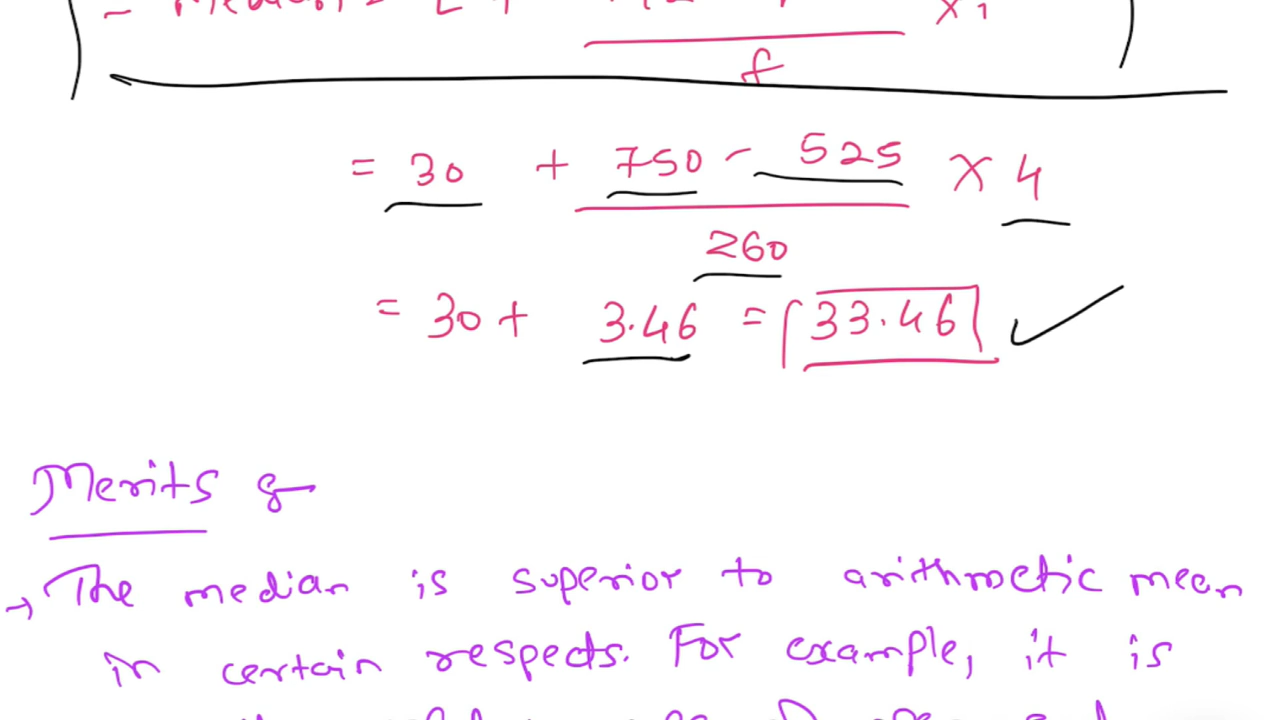 f
= 30 + 750 - 525 × 4
260
= 30 + 3.46 = 33.46
Merits :-
→ The median is superior to arithmetic mean
in certain respects. For example, it is